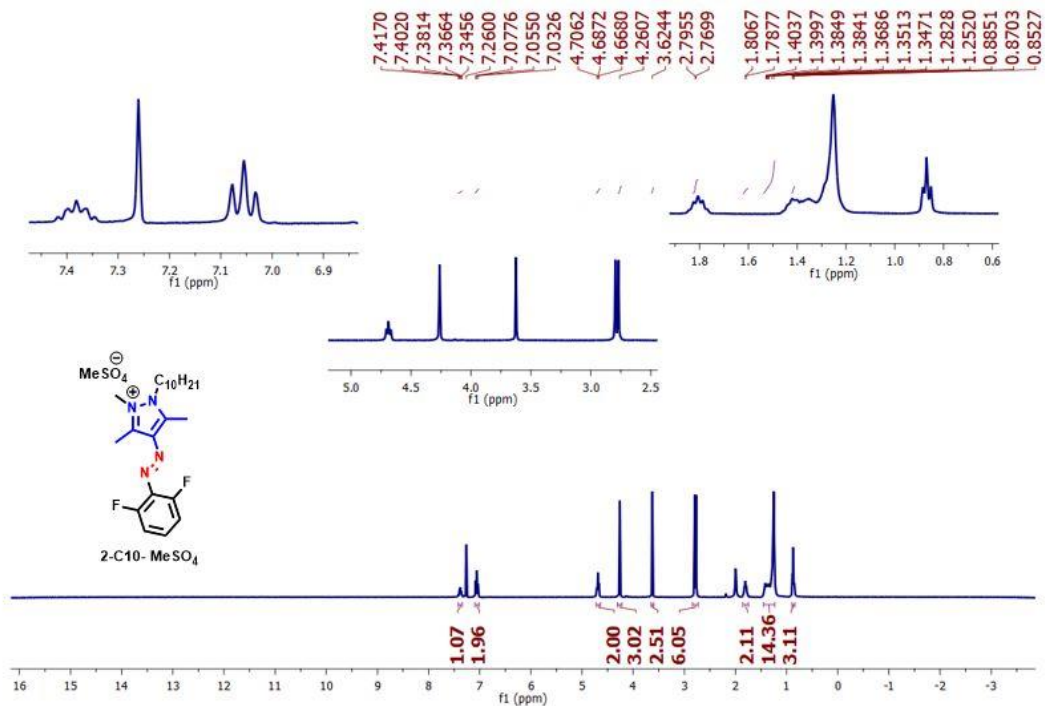 7.4170
7.4020
7.3814
7.3664
7.3456
7.2600
7.0776
7.0550
7.0326
4.7062
4.6872
4.6680
4.2607
3.6244
2.7955
2.7699
1.8067
1.7877
1.4037
1.3997
1.3849
1.3841
1.3686
1.3513
1.3471
1.2828
1.2520
0.8851
0.8703
0.8527
7.4 7.3 7.2 7.1 7.0 6.9
f1 (ppm)
1.8 1.6 1.4 1.2 1.0 0.8 0.6
f1 (ppm)
5.0 4.5 4.0 3.5 3.0 2.5
f1 (ppm)
MeSO4 ⊖
C10H21
⊕
N N
N
N
F F
2-C10- MeSO4
1.07
1.96
2.00
3.02
2.51
6.05
2.11
14.36
3.11
16 15 14 13 12 11 10 9 8 7 6 5 4 3 2 1 0 -1 -2 -3
f1 (ppm)